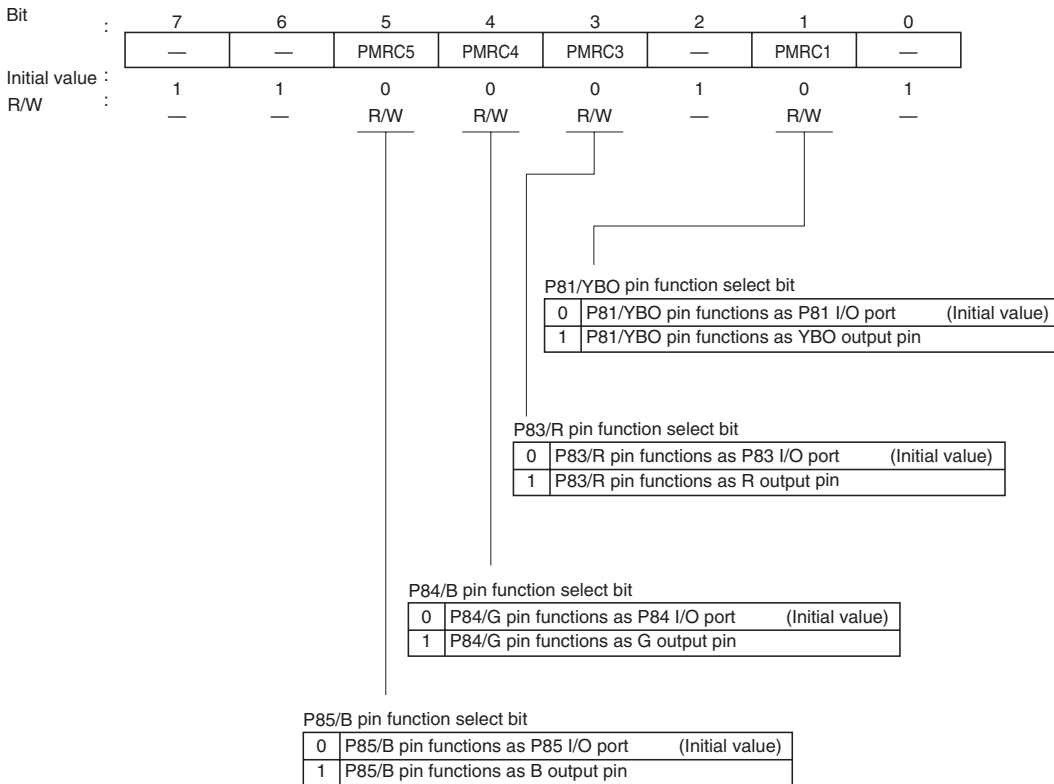 Bit : 7 6 5 4 3 2 1 0
— — PMRC5 PMRC4 PMRC3 — PMRC1 —
Initial value : 1 1 0 0 0 1 0 1
R/W : — — R/W R/W R/W — R/W —
P81/YBO pin function select bit
0 P81/YBO pin functions as P81 I/O port (Initial value)
1 P81/YBO pin functions as YBO output pin
P83/R pin function select bit
0 P83/R pin functions as P83 I/O port (Initial value)
1 P83/R pin functions as R output pin
P84/B pin function select bit
0 P84/G pin functions as P84 I/O port (Initial value)
1 P84/G pin functions as G output pin
P85/B pin function select bit
0 P85/B pin functions as P85 I/O port (Initial value)
1 P85/B pin functions as B output pin